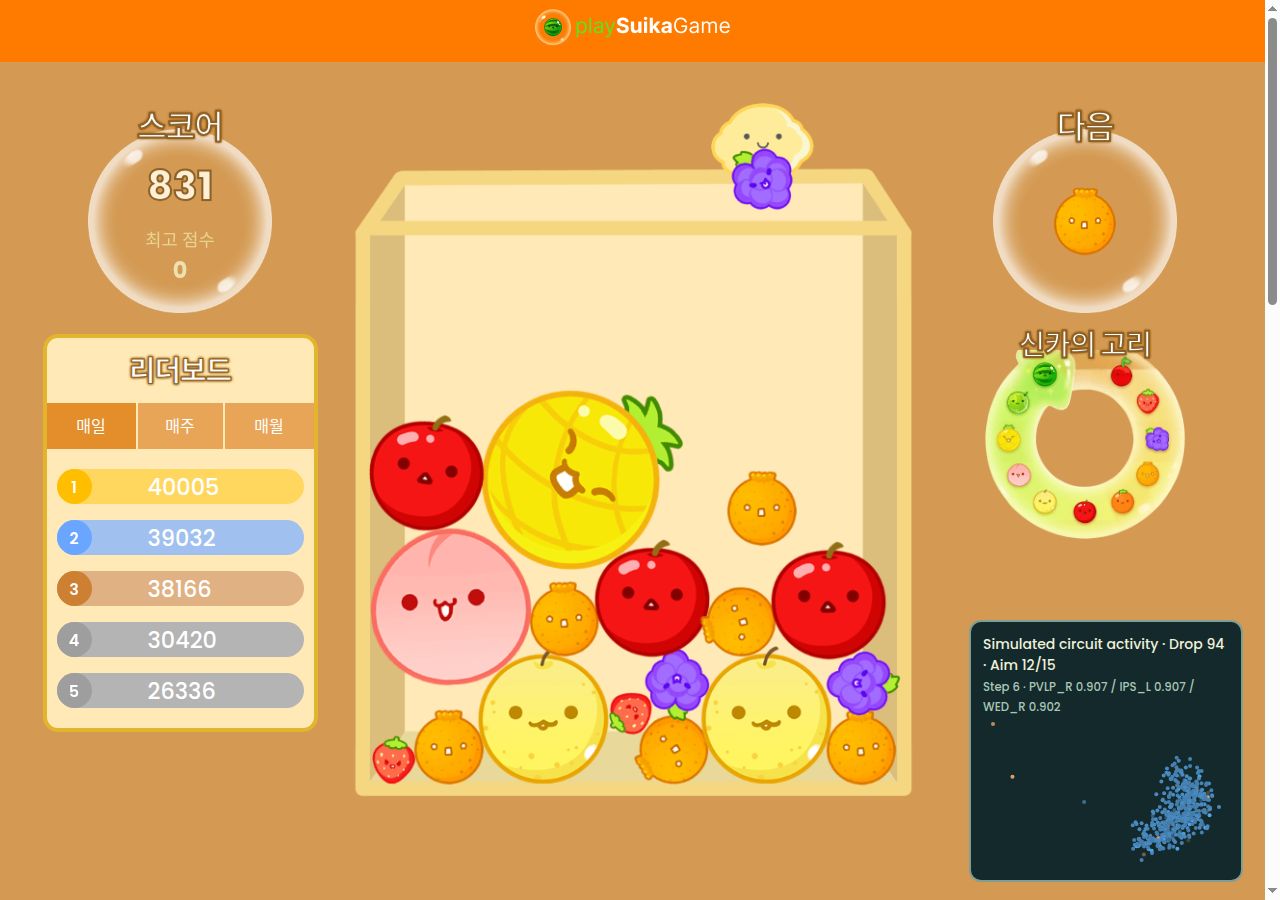 playSuikaGame
스코어
831
최고 점수
0
다음
신카의 고리
리더보드
매일 매주 매월
1 40005
2 39032
3 38166
4 30420
5 26336
Simulated circuit activity · Drop 94
· Aim 12/15
Step 6 · PVLP_R 0.907 / IPS_L 0.907 /
WED_R 0.902